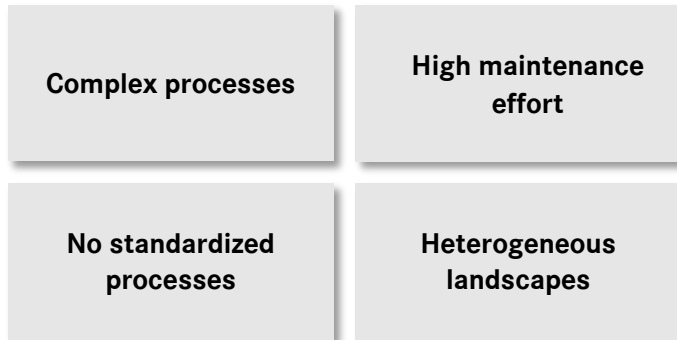 Complex processes
High maintenance
effort
No standardized
processes
Heterogeneous
landscapes